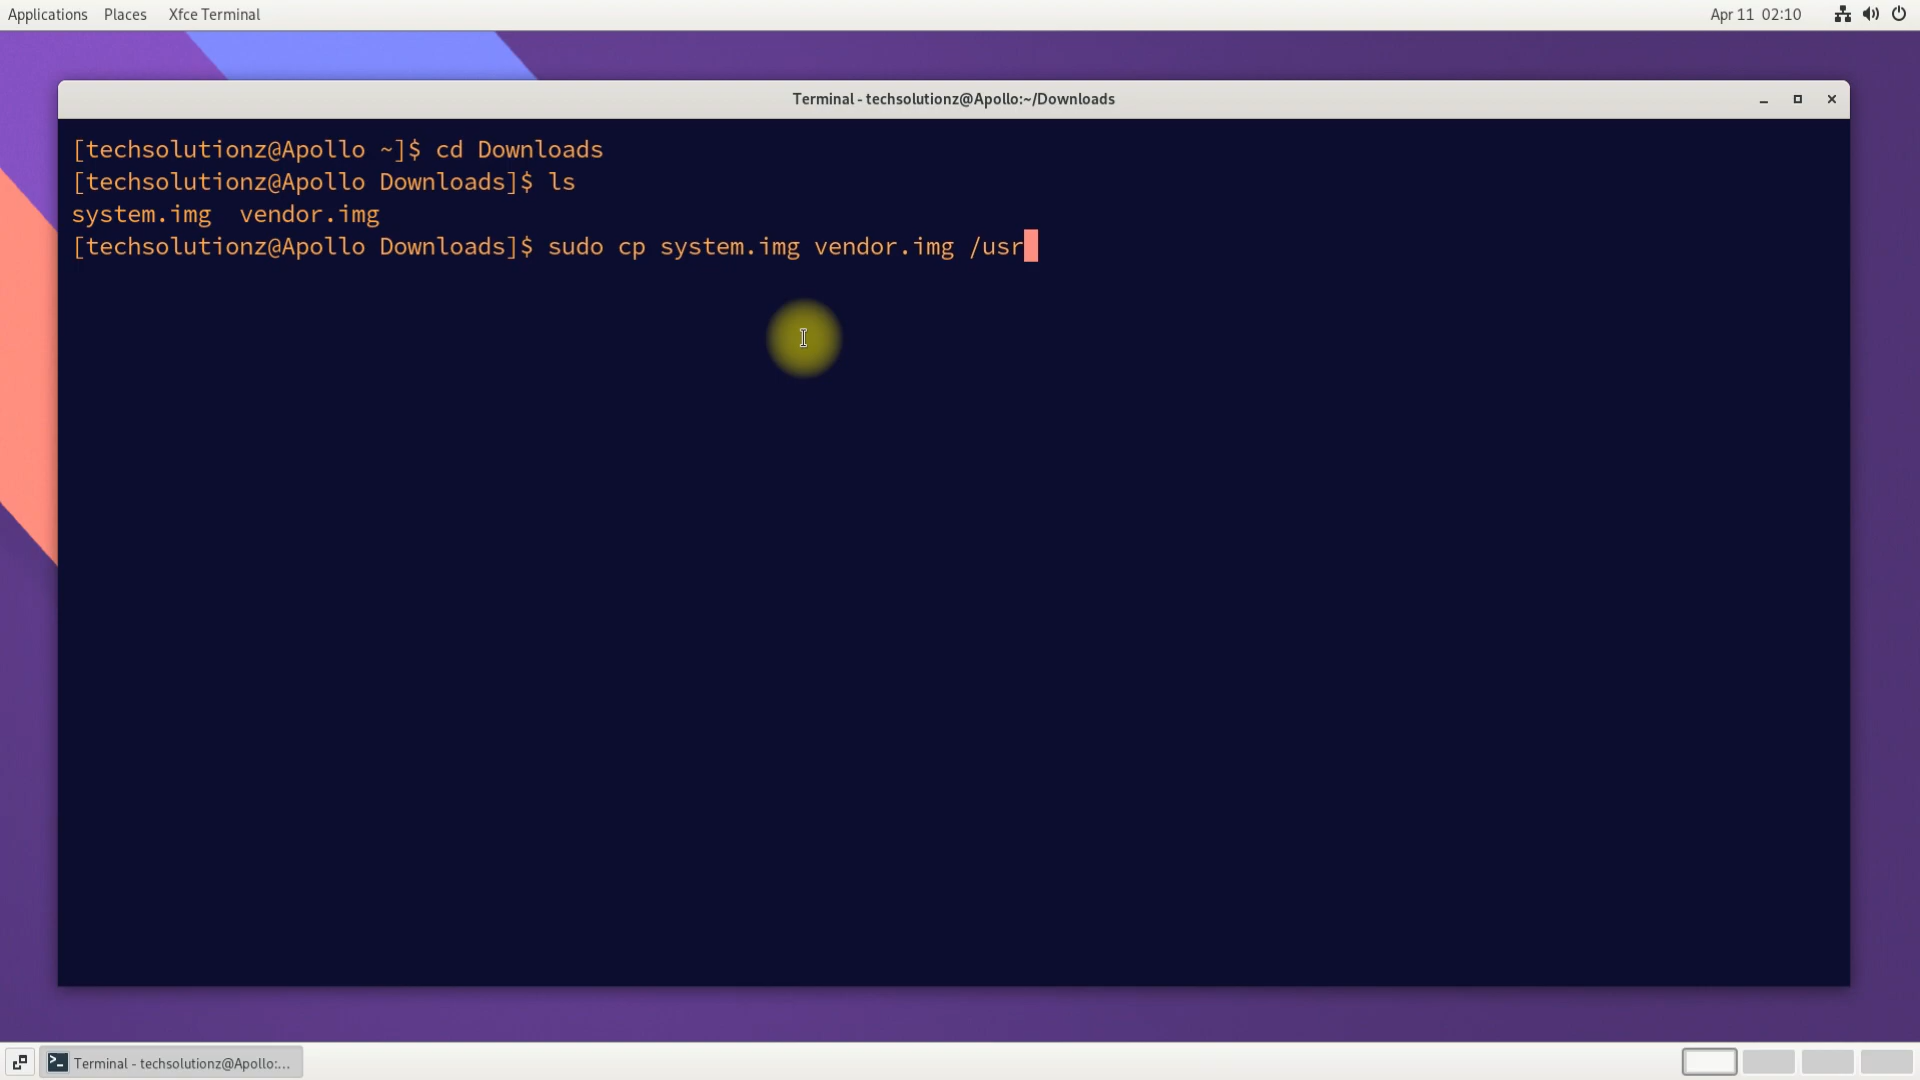 Applications Places Xfce Terminal Apr 11 02:10
Terminal - techsolutionz@Apollo:~/Downloads
[techsolutionz@Apollo ~]$ cd Downloads
[techsolutionz@Apollo Downloads]$ ls
system.img vendor.img
[techsolutionz@Apollo Downloads]$ sudo cp system.img vendor.img /usr
Terminal - techsolutionz@Apollo:...